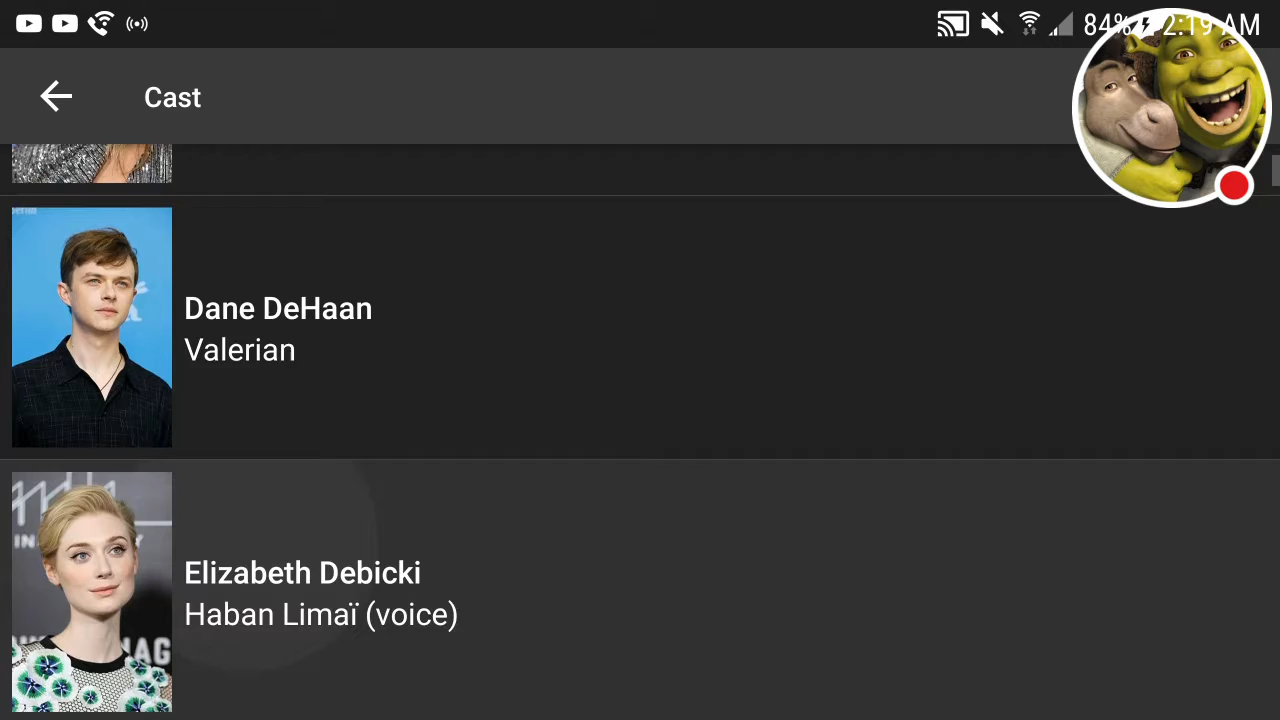 84% 2:19 AM
Cast
Dane DeHaan
Valerian
Elizabeth Debicki
Haban Limaï (voice)